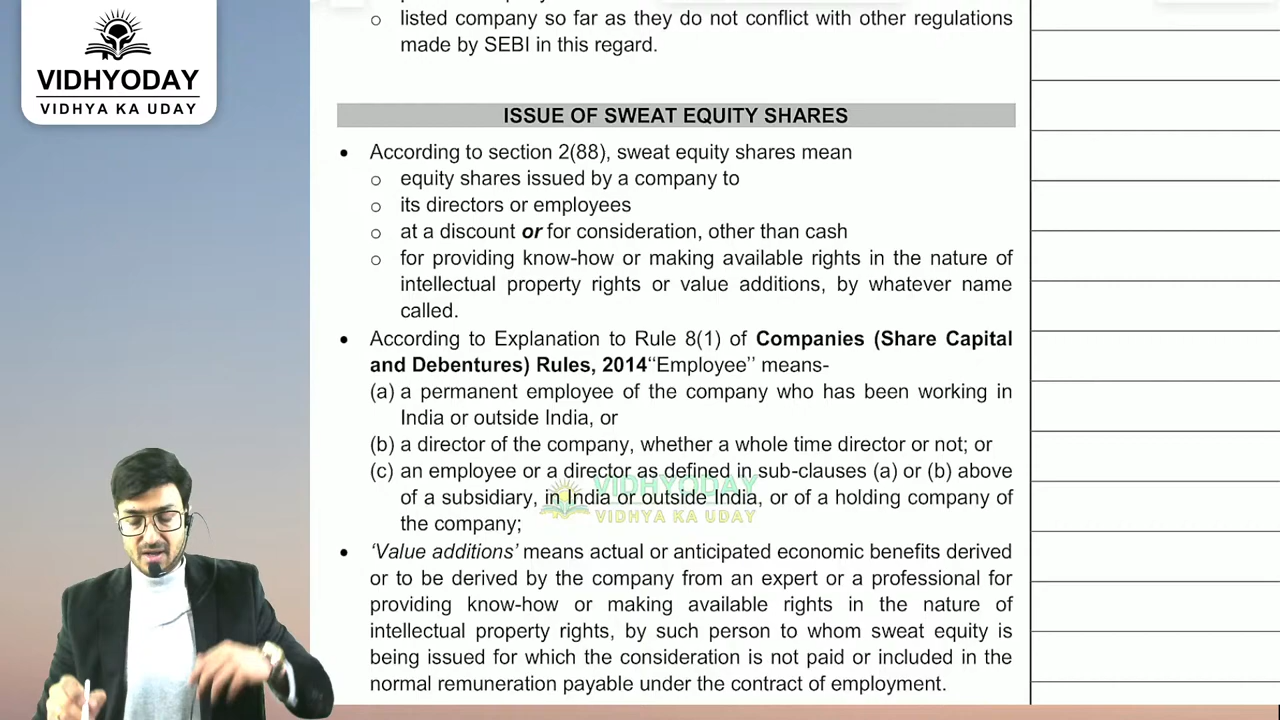 VIDHYODAY
VIDHYA KA UDAY
o listed company so far as they do not conflict with other regulations
made by SEBI in this regard.
ISSUE OF SWEAT EQUITY SHARES
• According to section 2(88), sweat equity shares mean
o equity shares issued by a company to
o its directors or employees
o at a discount or for consideration, other than cash
o for providing know-how or making available rights in the nature of
intellectual property rights or value additions, by whatever name
called.
• According to Explanation to Rule 8(1) of Companies (Share Capital
and Debentures) Rules, 2014“Employee’’ means-
(a) a permanent employee of the company who has been working in
India or outside India, or
(b) a director of the company, whether a whole time director or not; or
(c) an employee or a director as defined in sub-clauses (a) or (b) above
of a subsidiary, in India or outside India, or of a holding company of
the company;
VIDHYODAY
VIDHYA KA UDAY
• ‘Value additions’ means actual or anticipated economic benefits derived
or to be derived by the company from an expert or a professional for
providing know-how or making available rights in the nature of
intellectual property rights, by such person to whom sweat equity is
being issued for which the consideration is not paid or included in the
normal remuneration payable under the contract of employment.